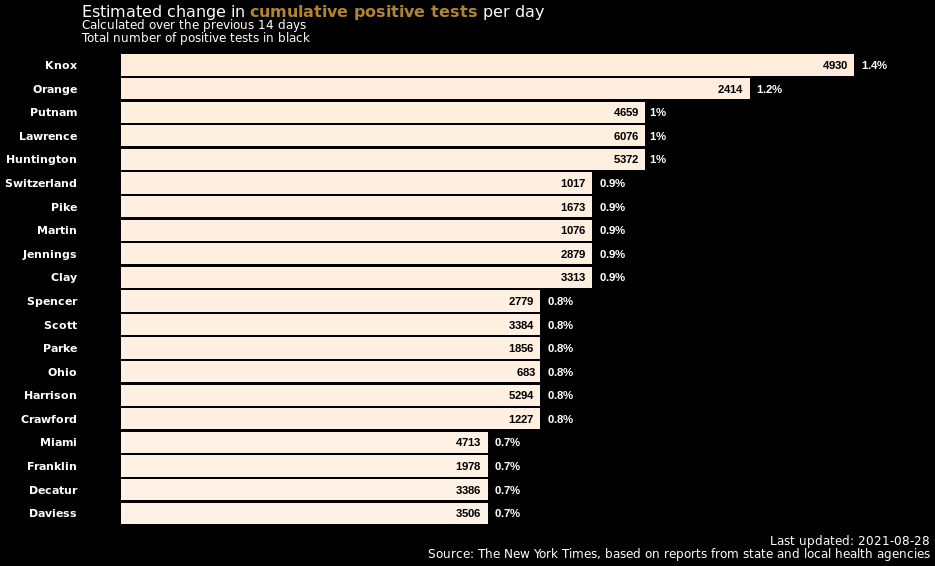 Estimated change in cumulative positive tests per day
Calculated over the previous 14 days
Total number of positive tests in black
Knox 4930 1.4%
Orange 2414 1.2%
Putnam 4659 1%
Lawrence 6076 1%
Huntington 5372 1%
Switzerland 1017 0.9%
Pike 1673 0.9%
Martin 1076 0.9%
Jennings 2879 0.9%
Clay 3313 0.9%
Spencer 2779 0.8%
Scott 3384 0.8%
Parke 1856 0.8%
Ohio 683 0.8%
Harrison 5294 0.8%
Crawford 1227 0.8%
Miami 4713 0.7%
Franklin 1978 0.7%
Decatur 3386 0.7%
Daviess 3506 0.7%
Last updated: 2021-08-28
Source: The New York Times, based on reports from state and local health agencies